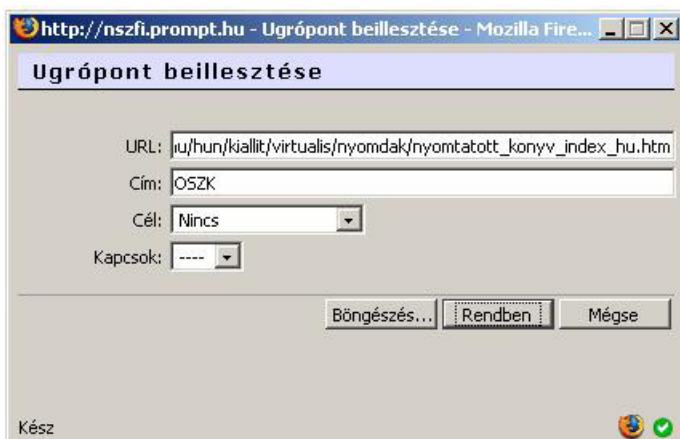 http://nszfi.prompt.hu - Ugrópont beillesztése - Mozilla Fire...
Ugrópont beillesztése
URL: ıu/hun/kiallit/virtualis/nyomdak/nyomtatott_konyv_index_hu.htm
Cím: OSZK
Cél: Nincs
Kapcsok: ----
Böngészés... Rendben Mégse
Kész